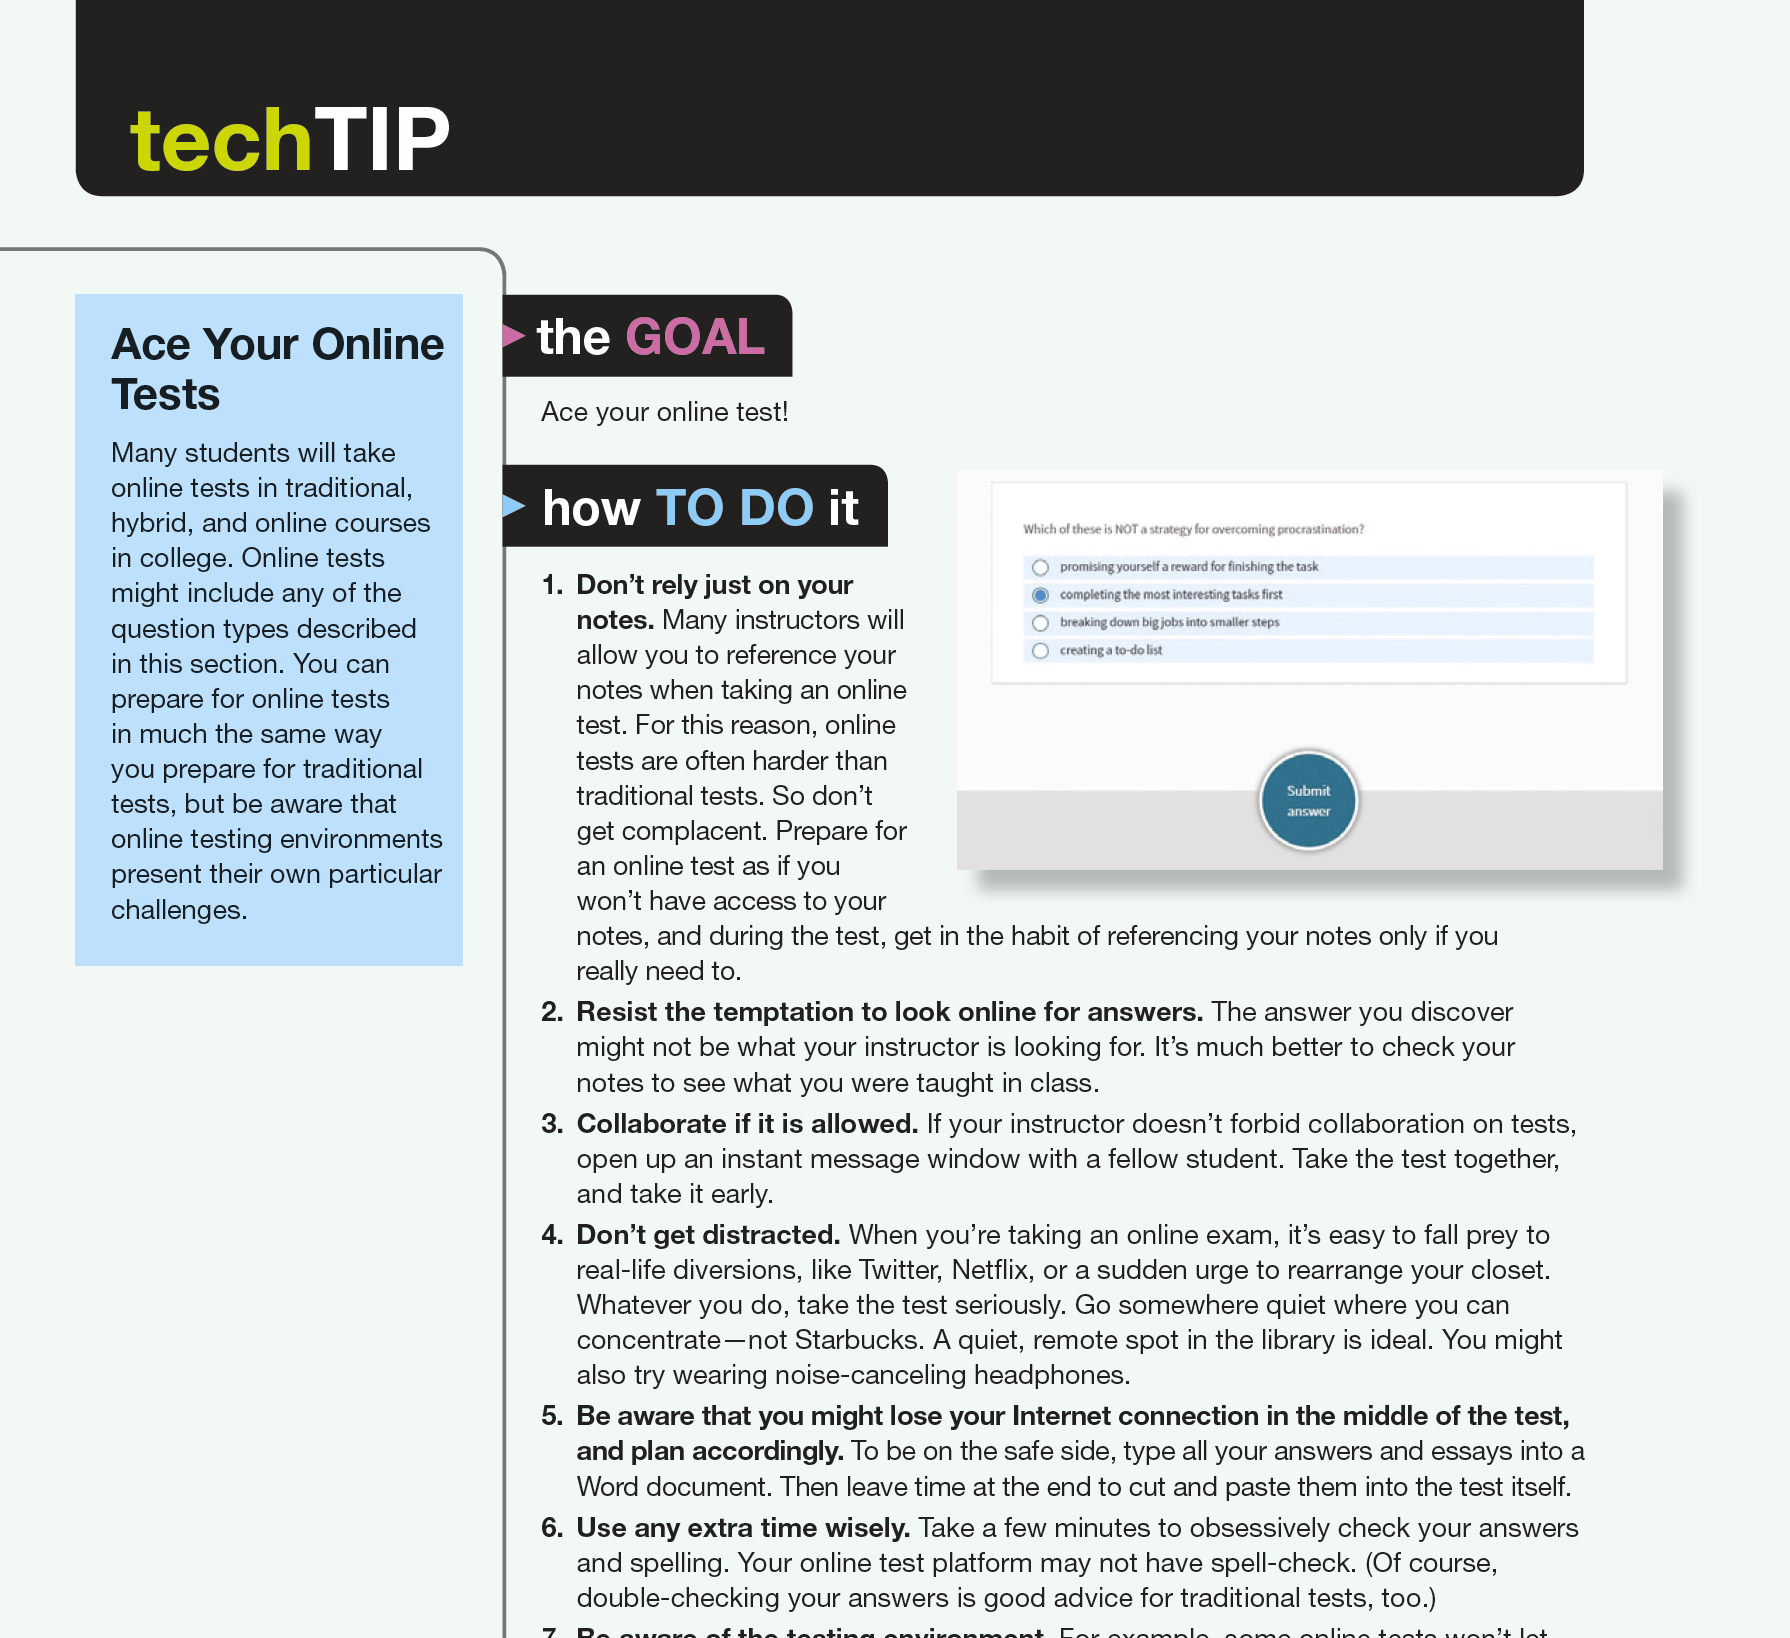 techTIP
Ace Your Online
Tests
Many students will take
online tests in traditional,
hybrid, and online courses
in college. Online tests
might include any of the
question types described
in this section. You can
prepare for online tests
in much the same way
you prepare for traditional
tests, but be aware that
online testing environments
present their own particular
challenges.
the GOAL
Ace your online test!
how TO DO it
1. Don’t rely just on your
notes. Many instructors will
allow you to reference your
notes when taking an online
test. For this reason, online
tests are often harder than
traditional tests. So don’t
get complacent. Prepare for
an online test as if you
won’t have access to your
notes, and during the test, get in the habit of referencing your notes only if you
really need to.
Which of these is NOT a strategy for overcoming procrastination?
promising yourself a reward for finishing the task
completing the most interesting tasks first
breaking down big jobs into smaller steps
creating a to-do list
Submit
answer
2. Resist the temptation to look online for answers. The answer you discover
might not be what your instructor is looking for. It’s much better to check your
notes to see what you were taught in class.
3. Collaborate if it is allowed. If your instructor doesn’t forbid collaboration on tests,
open up an instant message window with a fellow student. Take the test together,
and take it early.
4. Don’t get distracted. When you’re taking an online exam, it’s easy to fall prey to
real-life diversions, like Twitter, Netflix, or a sudden urge to rearrange your closet.
Whatever you do, take the test seriously. Go somewhere quiet where you can
concentrate—not Starbucks. A quiet, remote spot in the library is ideal. You might
also try wearing noise-canceling headphones.
5. Be aware that you might lose your Internet connection in the middle of the test,
and plan accordingly. To be on the safe side, type all your answers and essays into a
Word document. Then leave time at the end to cut and paste them into the test itself.
6. Use any extra time wisely. Take a few minutes to obsessively check your answers
and spelling. Your online test platform may not have spell-check. (Of course,
double-checking your answers is good advice for traditional tests, too.)
7. Be aware of the testing environment. For example, some online tests won’t let